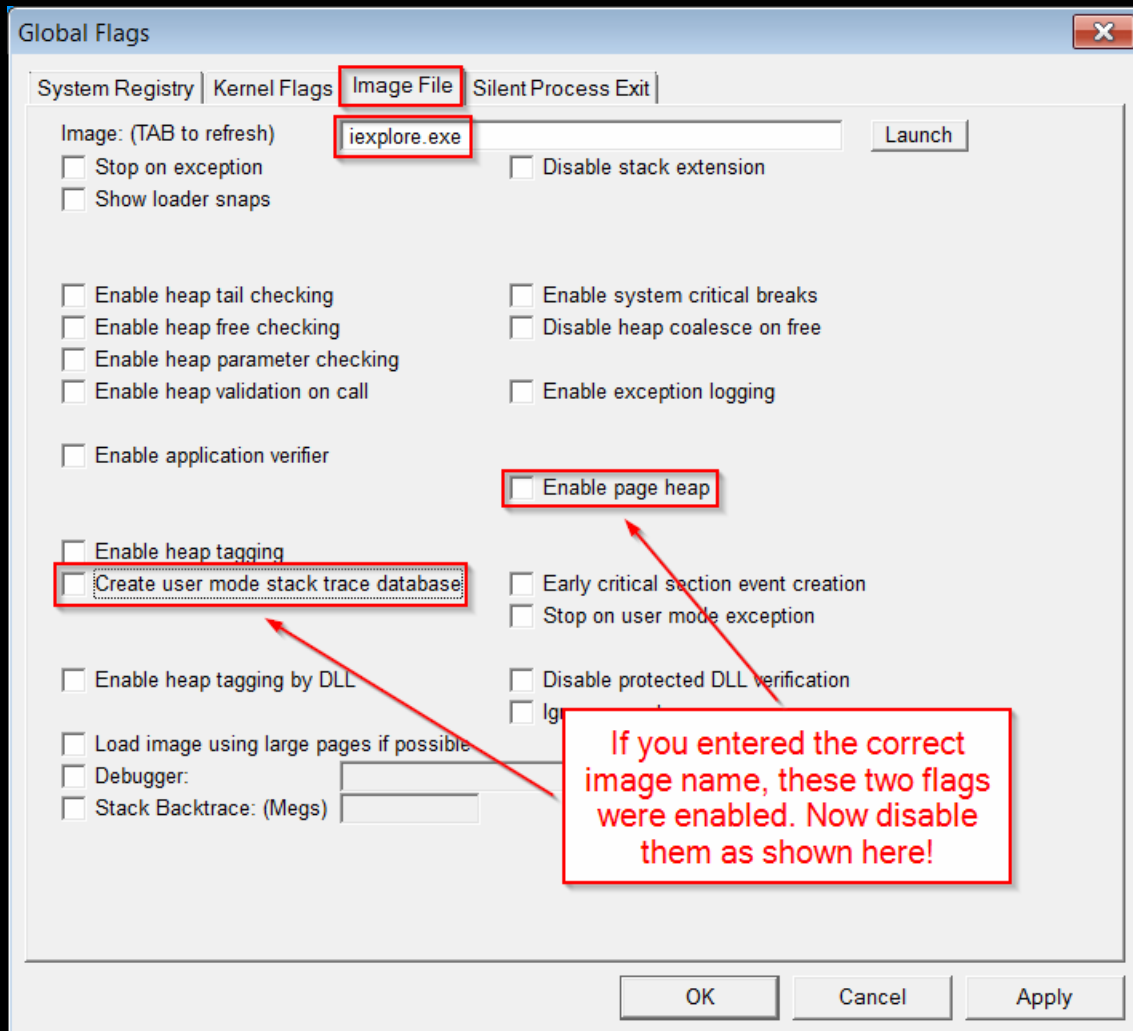 Global Flags
System Registry Kernel Flags Image File Silent Process Exit
Image: (TAB to refresh) iexplore.exe Launch
Stop on exception Disable stack extension
Show loader snaps
Enable heap tail checking Enable system critical breaks
Enable heap free checking Disable heap coalesce on free
Enable heap parameter checking
Enable heap validation on call Enable exception logging
Enable application verifier
Enable page heap
Enable heap tagging
Create user mode stack trace database Early critical section event creation
Stop on user mode exception
Enable heap tagging by DLL Disable protected DLL verification
Load image using large pages if possible
Debugger:
Stack Backtrace: (Megs)
If you entered the correct
image name, these two flags
were enabled. Now disable
them as shown here!
OK Cancel Apply